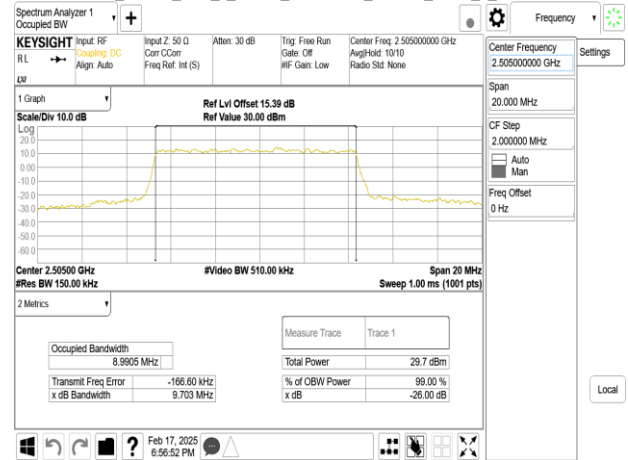 Spectrum Analyzer 1
Occupied BW
Frequency
KEYSIGHT
RL
LXI
Input: RF
Coupling: DC
Align: Auto
Input Z: 50 Ω
Corr CCorr
Freq Ref: Int (S)
Atten: 30 dB
Trig: Free Run
Gate: Off
#IF Gain: Low
Center Freq: 2.505000000 GHz
Avg|Hold: 10/10
Radio Std: None
Center Frequency
2.505000000 GHz
Settings
Span
20.000 MHz
CF Step
2.000000 MHz
Auto
Man
Freq Offset
0 Hz
Local
1 Graph
Scale/Div 10.0 dB
Ref Lvl Offset 15.39 dB
Ref Value 30.00 dBm
Log
20.0
10.0
0.00
-10.0
-20.0
-30.0
-40.0
-50.0
-60.0
Center 2.50500 GHz
#Video BW 510.00 kHz
Span 20 MHz
#Res BW 150.00 kHz
Sweep 1.00 ms (1001 pts)
2 Metrics
Measure Trace Trace 1
Occupied Bandwidth
8.9905 MHz
Total Power 29.7 dBm
Transmit Freq Error -166.60 kHz
% of OBW Power 99.00 %
x dB Bandwidth 9.703 MHz
x dB -26.00 dB
?
Feb 17, 2025
6:56:52 PM